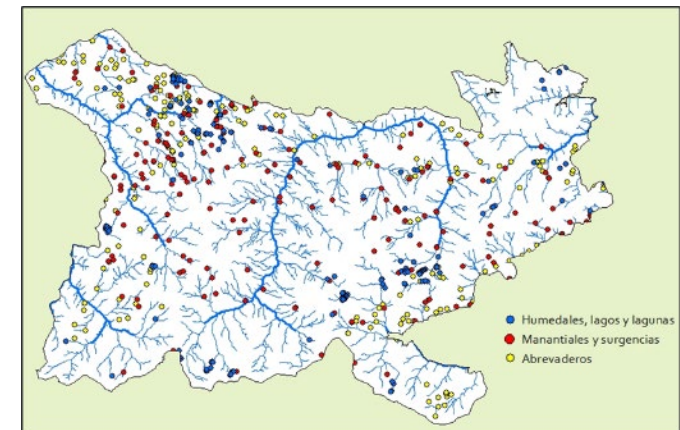 Humedales, lagos y lagunas
Manantiales y surgencias
Abrevaderos